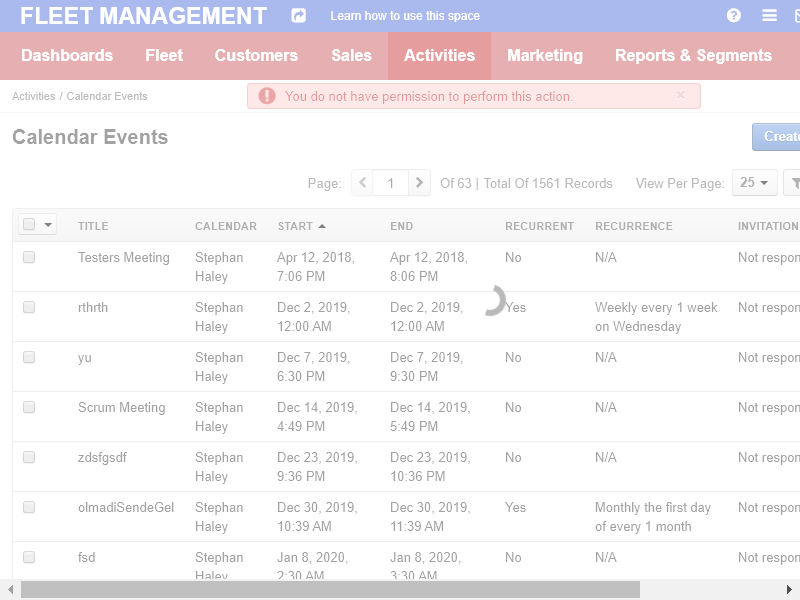 FLEET MANAGEMENT Learn how to use this space
Dashboards Fleet Customers Sales Activities Marketing Reports & Segments
Activities / Calendar Events
You do not have permission to perform this action. ×
Calendar Events
Create
Page: 1 Of 63 | Total Of 1561 Records View Per Page: 25
TITLE CALENDAR START END RECURRENT RECURRENCE INVITATION
Testers Meeting Stephan Apr 12, 2018, Apr 12, 2018, No N/A Not respon
Haley 7:06 PM 8:06 PM
rthrth Stephan Dec 2, 2019, Dec 2, 2019, Yes Weekly every 1 week Not respon
Haley 12:00 AM 12:00 AM on Wednesday
yu Stephan Dec 7, 2019, Dec 7, 2019, No N/A Not respon
Haley 6:30 PM 9:30 PM
Scrum Meeting Stephan Dec 14, 2019, Dec 14, 2019, No N/A Not respon
Haley 4:49 PM 5:49 PM
zdsfgsdf Stephan Dec 23, 2019, Dec 23, 2019, No N/A Not respon
Haley 9:36 PM 10:36 PM
olmadiSendeGel Stephan Dec 30, 2019, Dec 30, 2019, Yes Monthly the first day Not respon
Haley 10:39 AM 11:39 AM of every 1 month
fsd Stephan Jan 8, 2020, Jan 8, 2020, No N/A Not respon
Haley 2:30 AM 3:30 AM